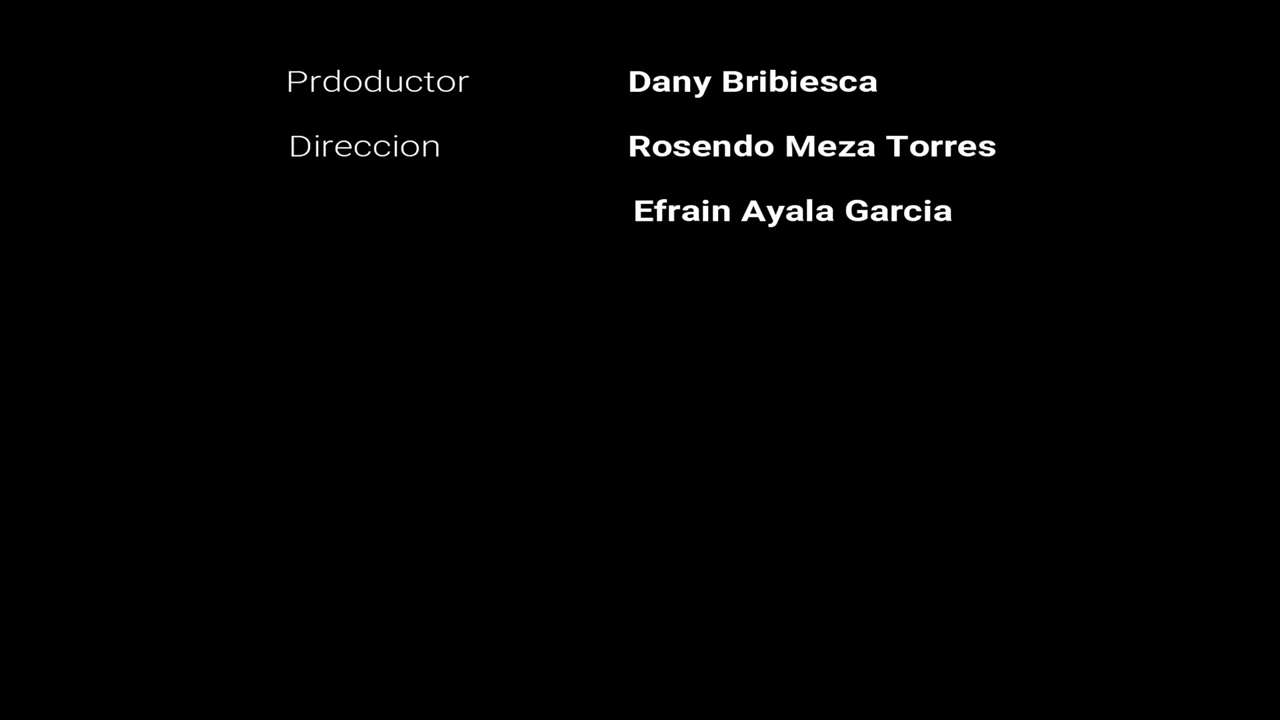 Prdoductor Dany Bribiesca
Direccion Rosendo Meza Torres
Efrain Ayala Garcia